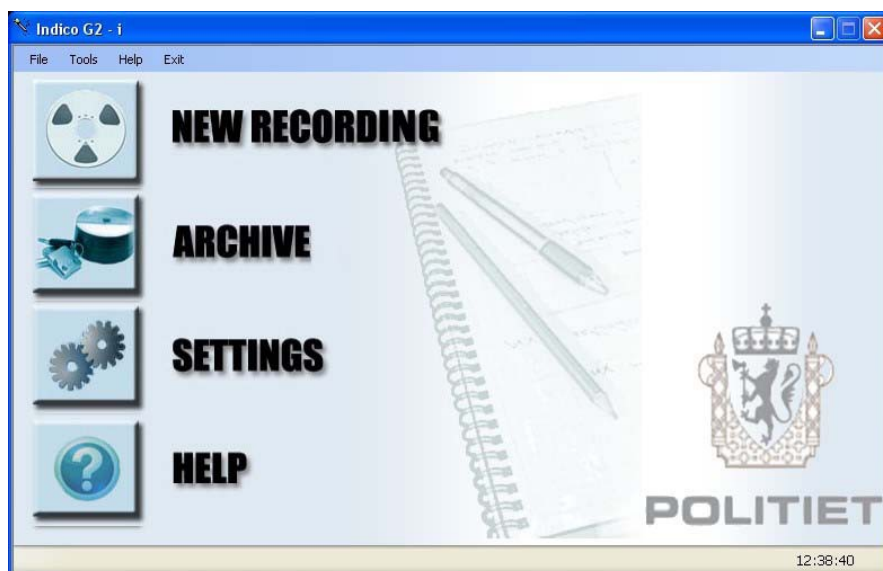 Indico G2 - i
File Tools Help Exit
NEW RECORDING
ARCHIVE
SETTINGS
HELP
POLITIET
12:38:40